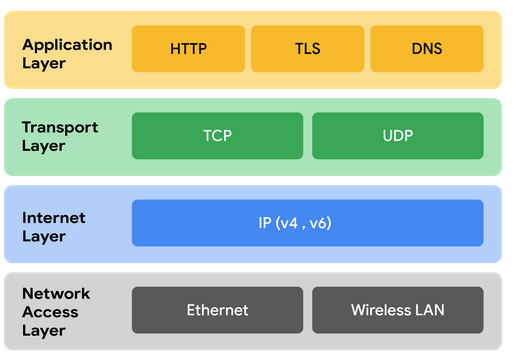 Application
Layer
HTTP
TLS
DNS
Transport
Layer
TCP
UDP
Internet
Layer
IP (v4 , v6)
Network
Access
Layer
Ethernet
Wireless LAN